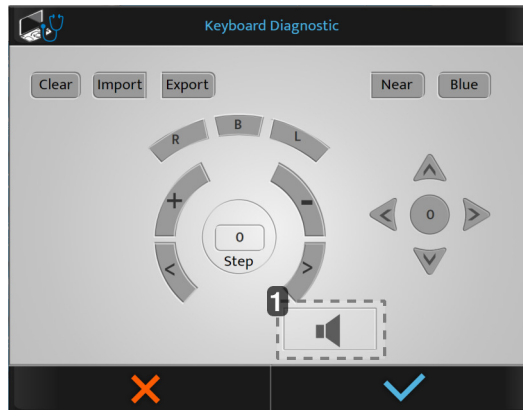 Keyboard Diagnostic
Clear Import Export Near Blue
R B L
+ -
0
Step
< >
0
1